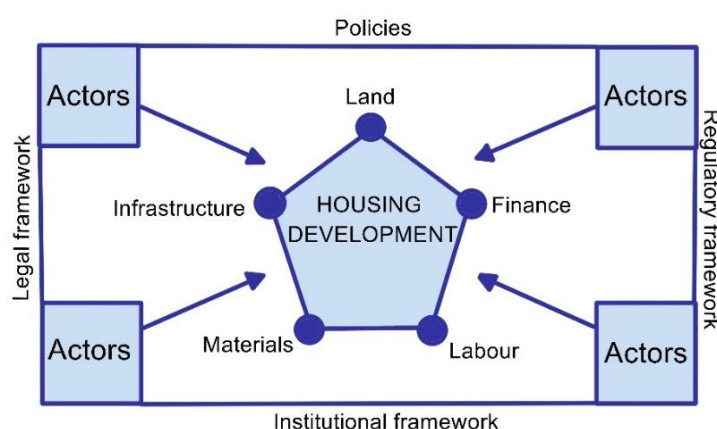 Policies
Actors
Actors
Land
Legal framework
Regulatory framework
Infrastructure
HOUSING
DEVELOPMENT
Finance
Materials
Labour
Actors
Actors
Institutional framework